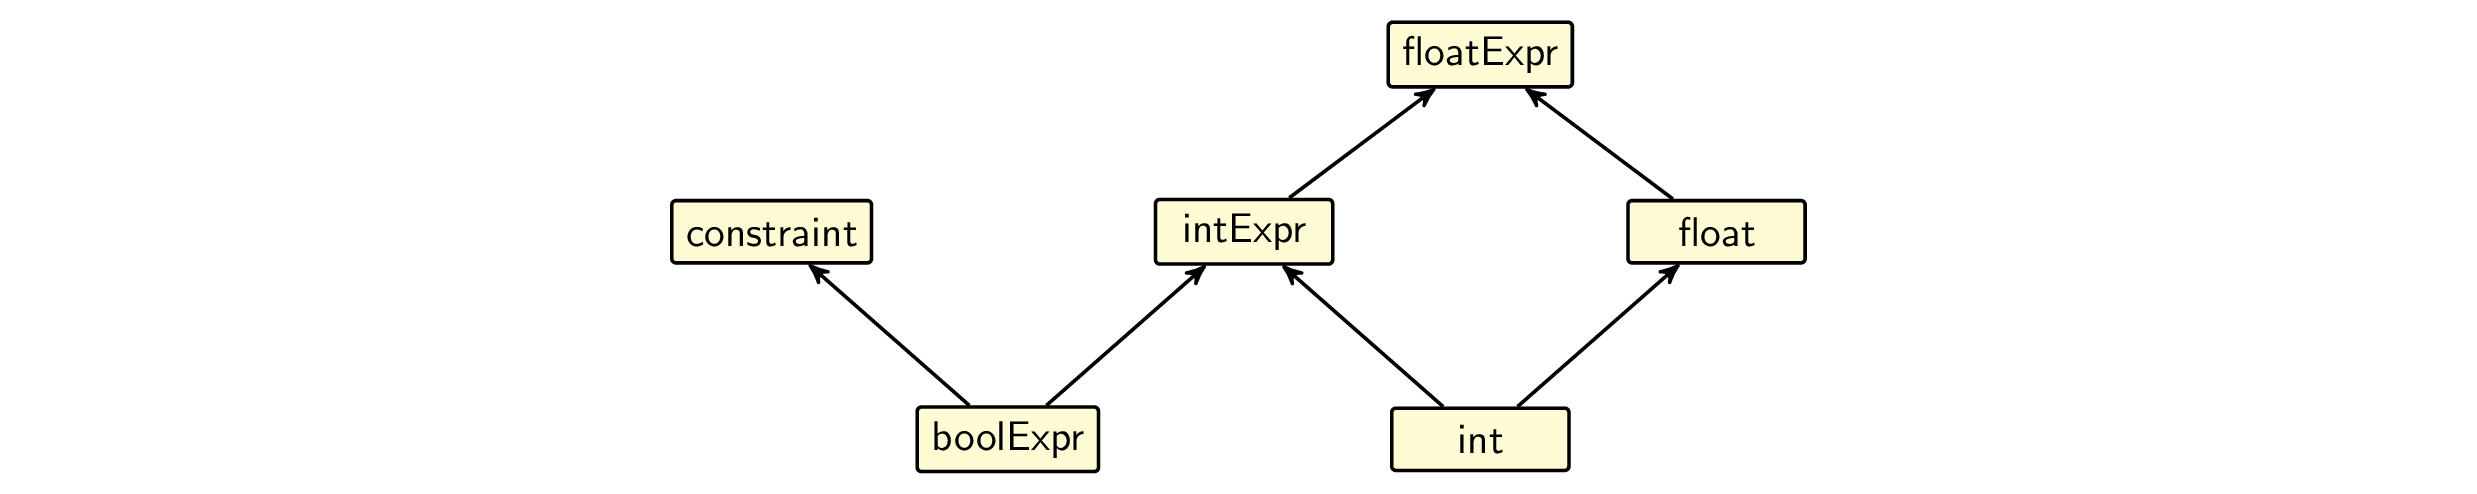 floatExpr
constraint
intExpr
float
boolExpr
int